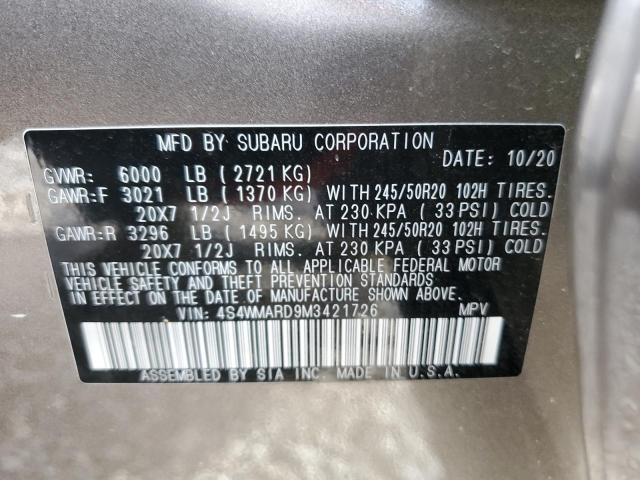 MFD BY SUBARU CORPORATION
DATE: 10/20
GVWR: 6000 LB (2721 KG)
GAWR:F 3021 LB (1370 KG) WITH 245/50R20 102H TIRES.
20X7 1/2J RIMS. AT 230 KPA (33 PSI) COLD
GAWR:R 3296 LB (1495 KG) WITH 245/50R20 102H TIRES.
20X7 1/2J RIMS. AT 230 KPA (33 PSI) COLD
THIS VEHICLE CONFORMS TO ALL APPLICABLE FEDERAL MOTOR
VEHICLE SAFETY AND THEFT PREVENTION STANDARDS
IN EFFECT ON THE DATE OF MANUFACTURE SHOWN ABOVE.
VIN: 4S4WMARD9M3421726 MPV
ASSEMBLED BY SIA INC. MADE IN U.S.A.